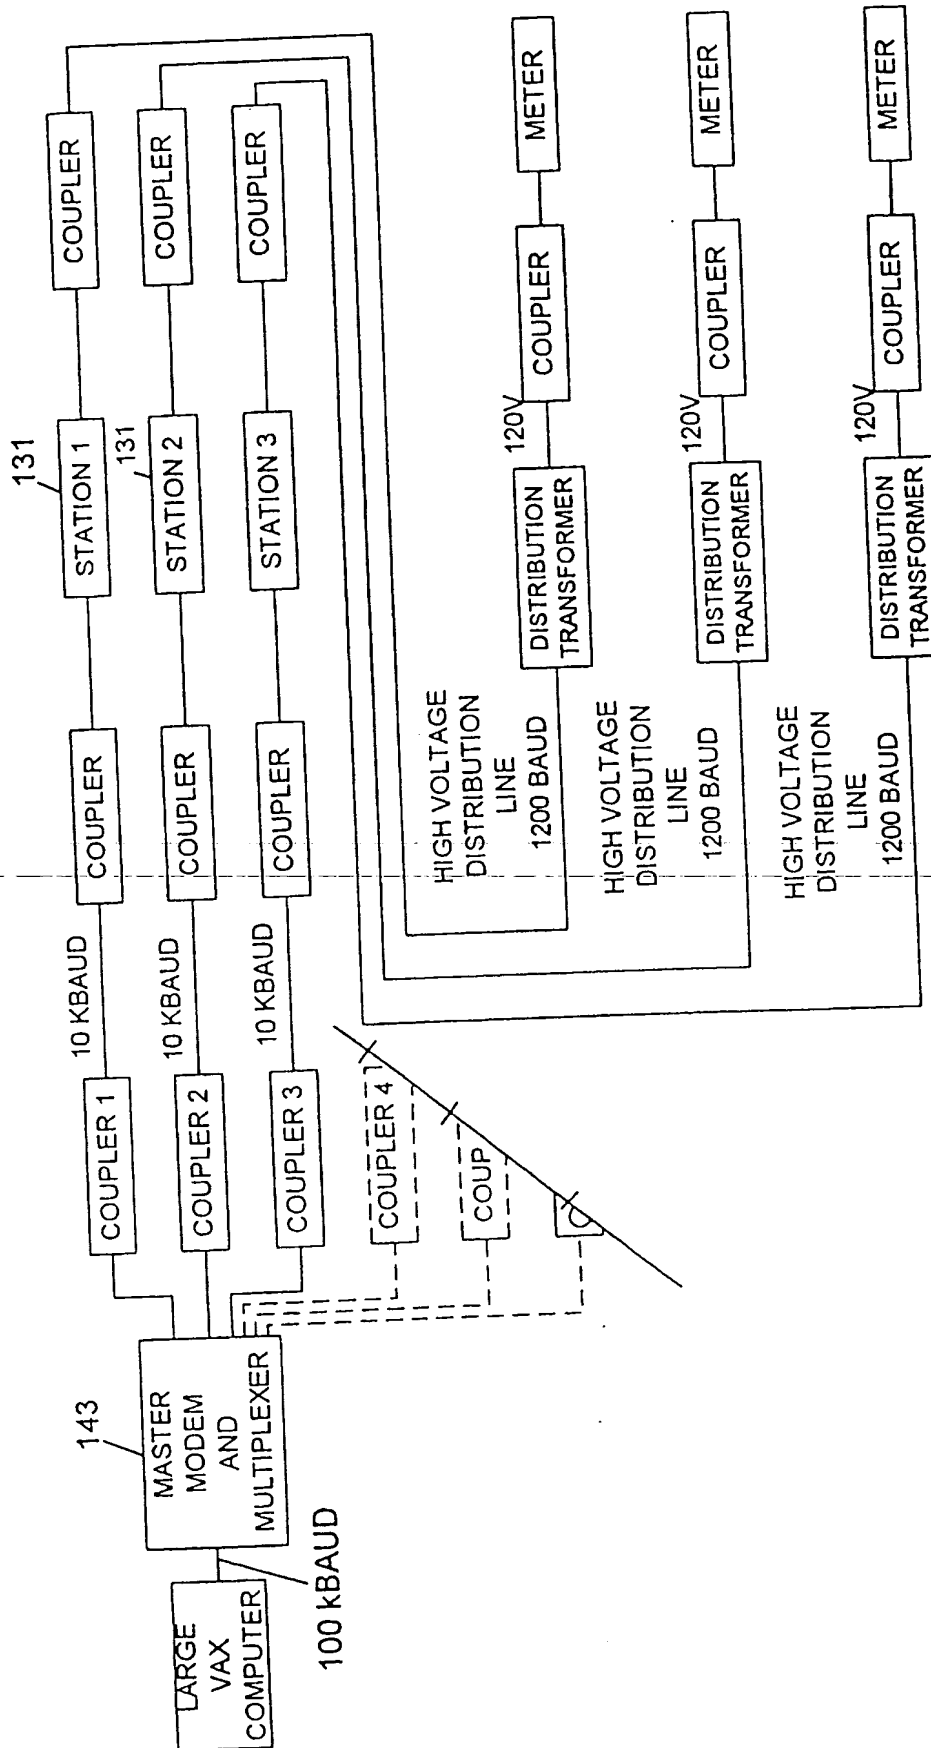 LARGE
VAX
COMPUTER
100 kBAUD
143
MASTER
MODEM
AND
MULTIPLEXER
COUPLER 1
10 KBAUD
COUPLER
131
STATION 1
COUPLER
COUPLER 2
10 KBAUD
COUPLER
131
STATION 2
COUPLER
COUPLER 3
10 KBAUD
COUPLER
STATION 3
COUPLER
COUPLER 4
COUP
C
HIGH VOLTAGE
DISTRIBUTION
LINE
1200 BAUD
DISTRIBUTION
TRANSFORMER
120V
COUPLER
METER
HIGH VOLTAGE
DISTRIBUTION
LINE
1200 BAUD
DISTRIBUTION
TRANSFORMER
120V
COUPLER
METER
HIGH VOLTAGE
DISTRIBUTION
LINE
1200 BAUD
DISTRIBUTION
TRANSFORMER
120V
COUPLER
METER